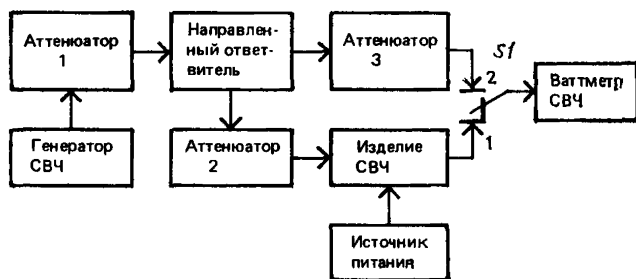 Аттенюатор
1
Направлен-
ный ответ-
витель
Аттенюатор
3
S1
2
Ваттметр
СВЧ
Генератор
СВЧ
Аттенюатор
2
Изделие
СВЧ
1
Источник
питания